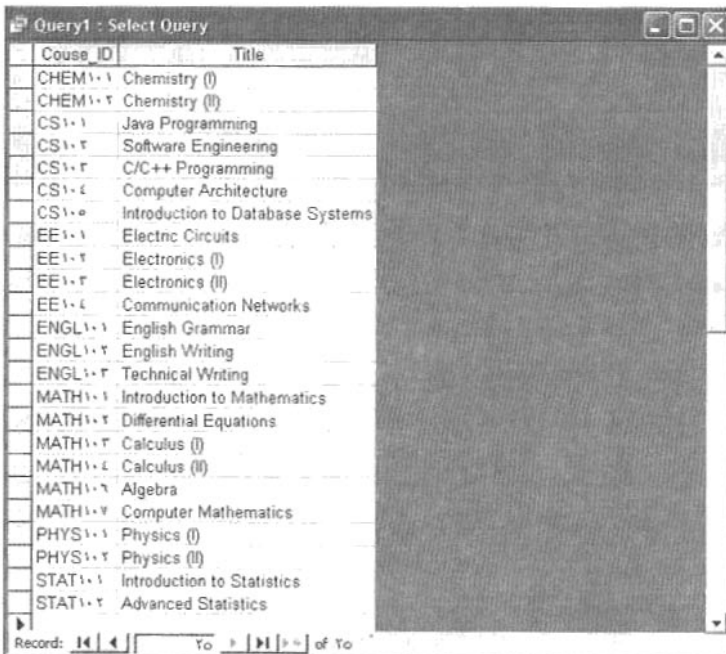 Query1 : Select Query
Couse_ID Title
CHEM١٠١ Chemistry (I)
CHEM١٠٢ Chemistry (II)
CS١٠١ Java Programming
CS١٠٢ Software Engineering
CS١٠٣ C/C++ Programming
CS١٠٤ Computer Architecture
CS١٠٥ Introduction to Database Systems
EE١٠١ Electric Circuits
EE١٠٢ Electronics (I)
EE١٠٣ Electronics (II)
EE١٠٤ Communication Networks
ENGL١٠١ English Grammar
ENGL١٠٢ English Writing
ENGL١٠٣ Technical Writing
MATH١٠١ Introduction to Mathematics
MATH١٠٢ Differential Equations
MATH١٠٣ Calculus (I)
MATH١٠٤ Calculus (II)
MATH١٠٦ Algebra
MATH١٠٧ Computer Mathematics
PHYS١٠١ Physics (I)
PHYS١٠٢ Physics (II)
STAT١٠١ Introduction to Statistics
STAT١٠٢ Advanced Statistics
Record: ٢٥ of ٢٥